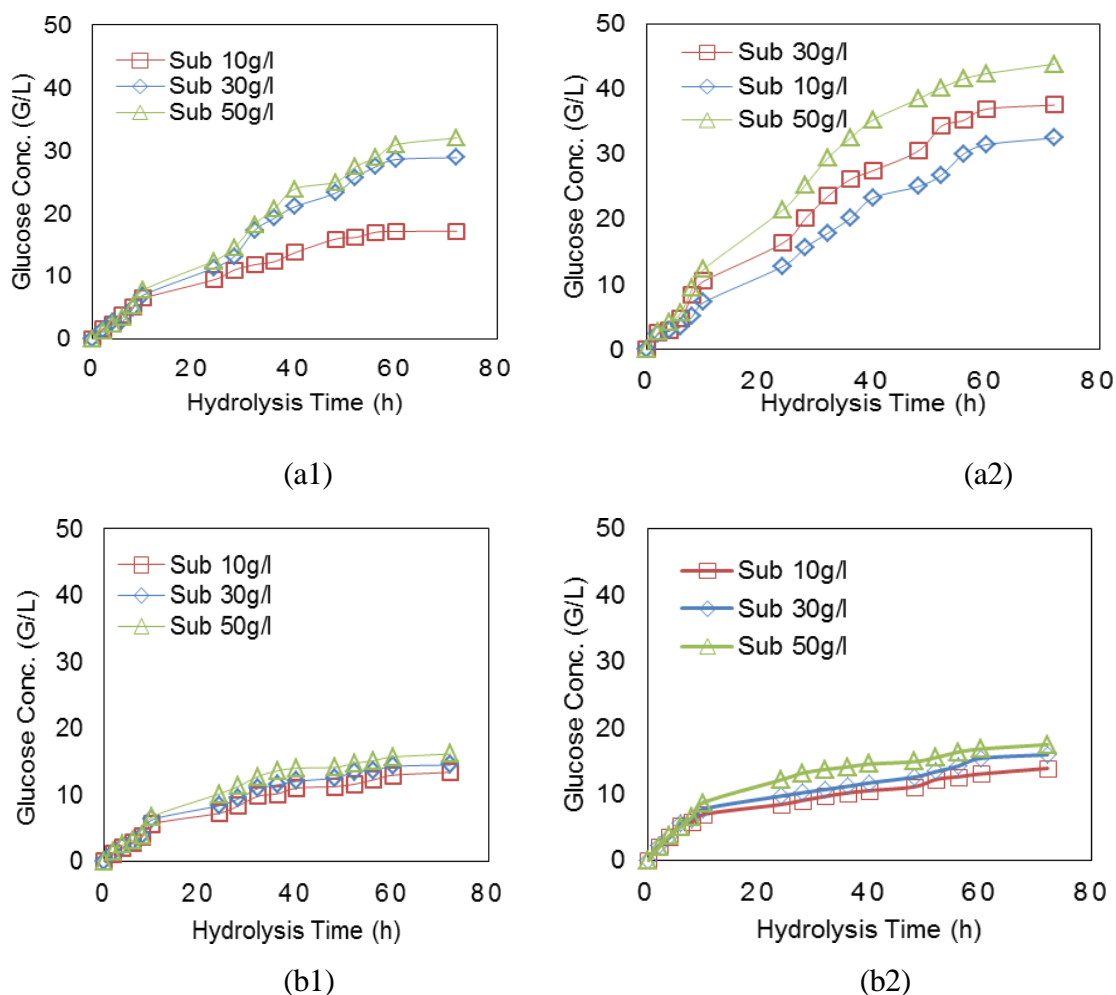 50
40
30
20
10
0
Glucose Conc. (G/L)
Sub 10g/l
Sub 30g/l
Sub 50g/l
0 20 40 60 80
Hydrolysis Time (h)
(a1)
50
40
30
20
10
0
Glucose Conc. (G/L)
Sub 30g/l
Sub 10g/l
Sub 50g/l
0 20 40 60 80
Hydrolysis Time (h)
(a2)
50
40
30
20
10
0
Glucose Conc. (G/L)
Sub 10g/l
Sub 30g/l
Sub 50g/l
0 20 40 60 80
Hydrolysis Time (h)
(b1)
50
40
30
20
10
0
Glucose Conc. (G/L)
Sub 10g/l
Sub 30g/l
Sub 50g/l
0 20 40 60 80
Hydrolysis Time (h)
(b2)